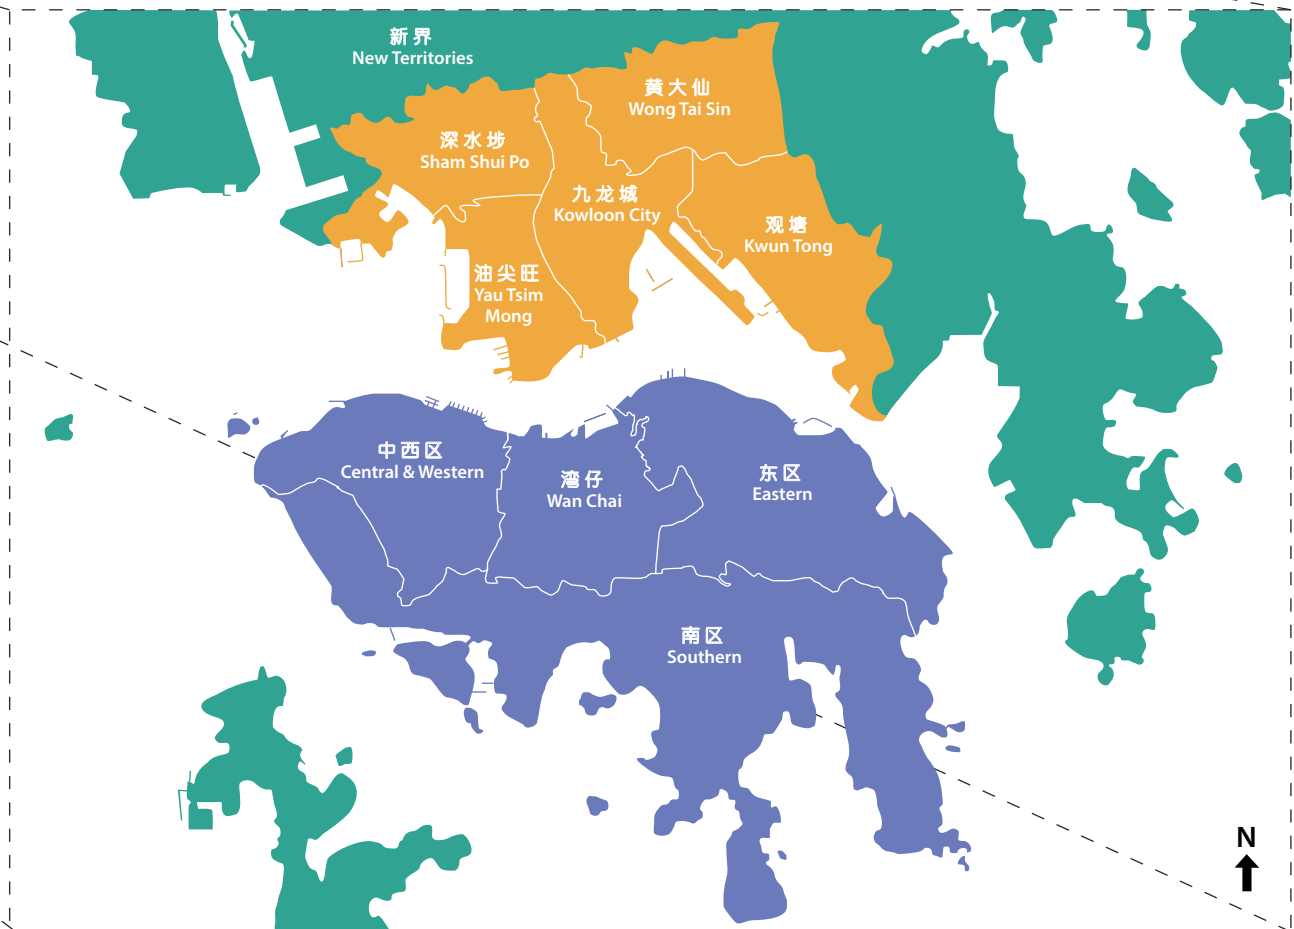 新界
New Territories
黄大仙
Wong Tai Sin
深水埗
Sham Shui Po
九龙城
Kowloon City
观塘
Kwun Tong
油尖旺
Yau Tsim
Mong
中西区
Central & Western
湾仔
Wan Chai
东区
Eastern
南区
Southern
N